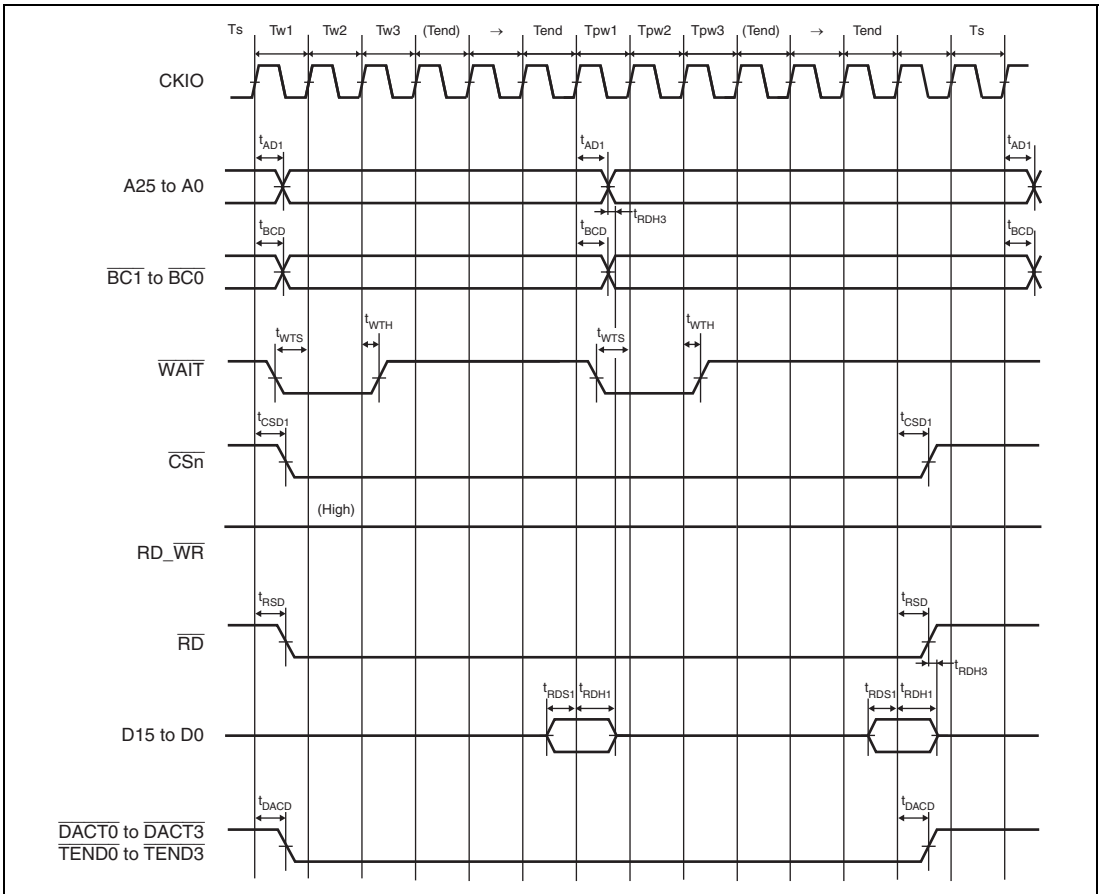 Ts Tw1 Tw2 Tw3 (Tend) → Tend Tpw1 Tpw2 Tpw3 (Tend) → Tend Ts
CKIO
tAD1 tAD1 tAD1
A25 to A0
tRDH3
tBCD tBCD tBCD
BC1 to BC0
tWTS tWTH tWTS tWTH
WAIT
tCSD1 tCSD1
CSn
(High)
RD_WR
tRSD tRSD
RD
tRDH3
tRDS1 tRDH1 tRDS1 tRDH1
D15 to D0
tDACD tDACD
DACT0 to DACT3
TEND0 to TEND3